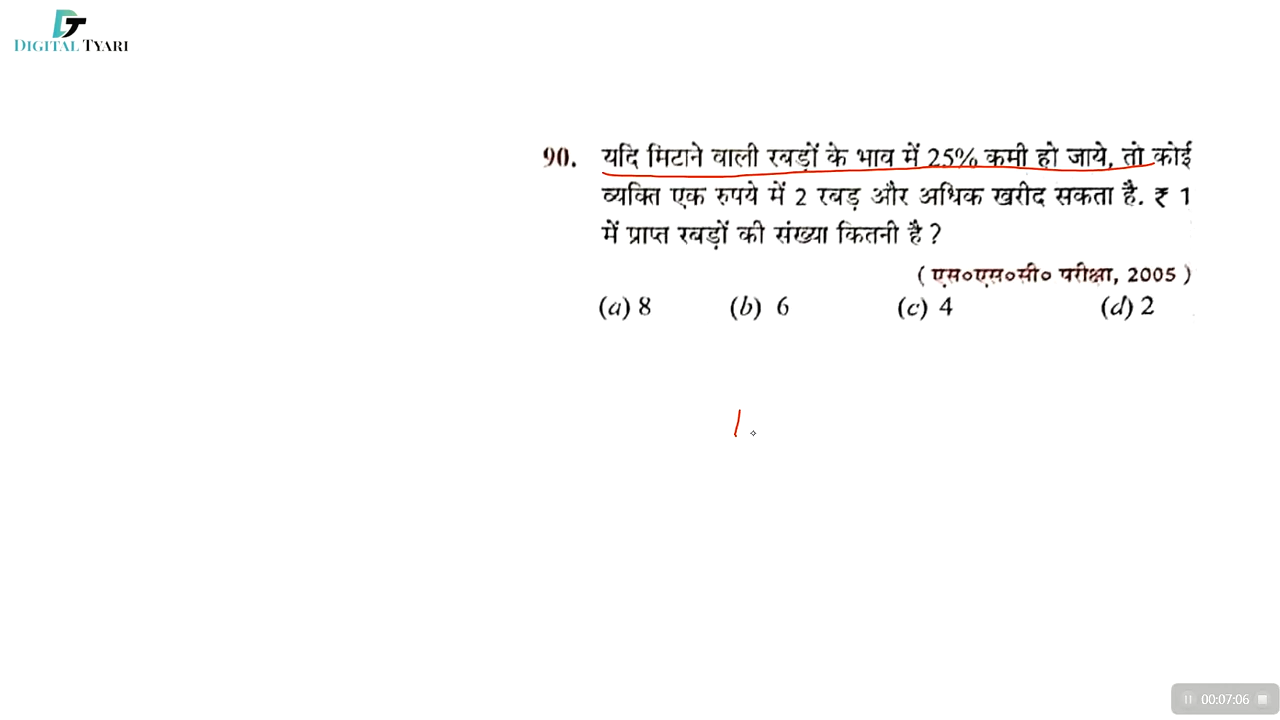 DIGITAL TYARI
90. यदि मिटाने वाली रबड़ों के भाव में 25% कमी हो जाये, तो कोई
व्यक्ति एक रुपये में 2 रबड़ और अधिक खरीद सकता है. ₹ 1
में प्राप्त रबड़ों की संख्या कितनी है ?
( एस०एस०सी० परीक्षा, 2005 )
(a) 8 (b) 6 (c) 4 (d) 2
1
00:07:06